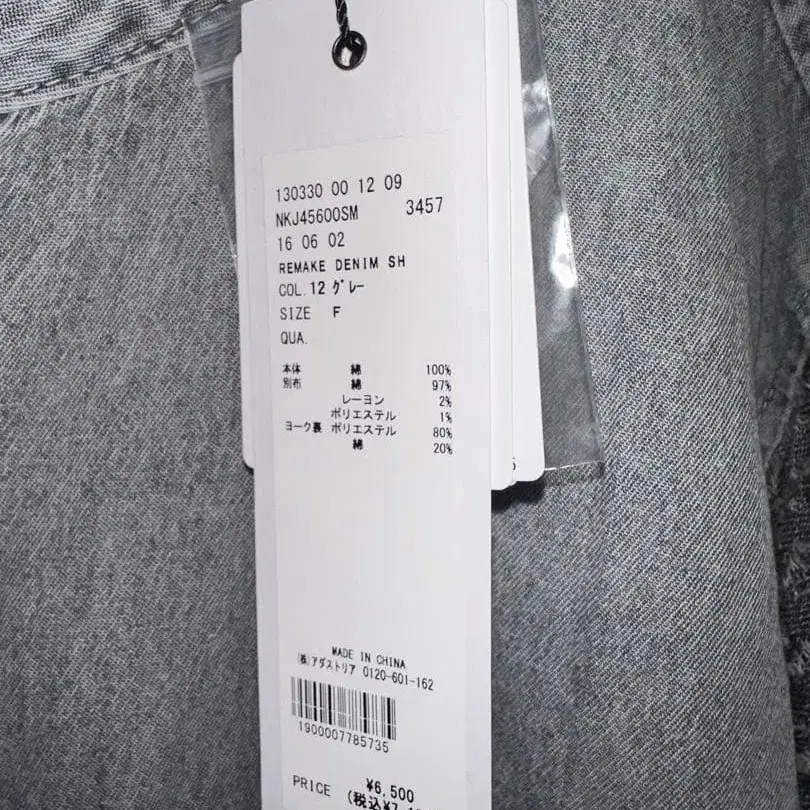 130330 00 12 09
NKJ45600SM 3457
16 06 02
REMAKE DENIM SH
COL.12 グレー
SIZE F
QUA.
本体 綿 100%
別布 綿 97%
レーヨン 2%
ポリエステル 1%
ヨーク裏 ポリエステル 80%
綿 20%
MADE IN CHINA
(株)アダストリア 0120-601-162
1900007785735
PRICE ¥6,500
(税込¥7,